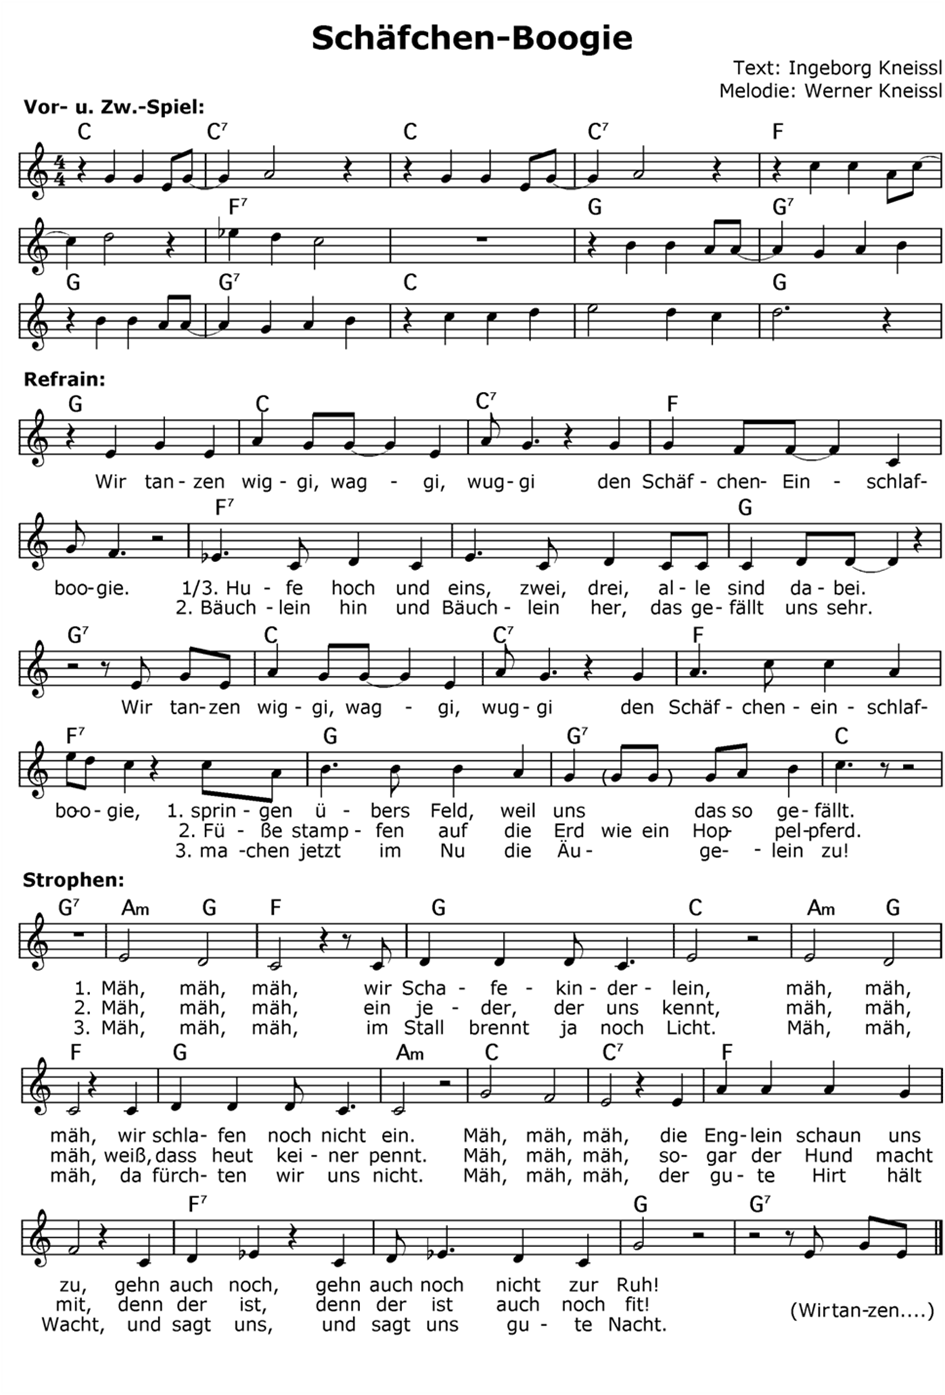 Schäfchen-Boogie
Text: Ingeborg Kneissl
Melodie: Werner Kneissl
Vor- u. Zw.-Spiel:
C C7 C C7 F
F7 G G7
G G7 C G
Refrain:
G C C7 F
Wir tan-zen wig-gi, wag-gi, wug-gi den Schäf-chen- Ein-schlaf-
F7 G
boo-gie. 1/3. Hu-fe hoch und eins, zwei, drei, al-le sind da-bei.
2. Bäuch-lein hin und Bäuch-lein her, das ge-fällt uns sehr.
G7 C C7 F
Wir tan-zen wig-gi, wag-gi, wug-gi den Schäf-chen-ein-schlaf-
F7 G G7 C
bo-o-gie, 1. sprin-gen ü-bers Feld, weil uns das so ge-fällt.
2. Fü-ße stamp-fen auf die Erd wie ein Hop-pel-pferd.
3. ma-chen jetzt im Nu die Äu-ge-lein zu!
Strophen:
G7 Am G F G C Am G
1. Mäh, mäh, mäh, wir Scha-fe-kin-der-lein, mäh, mäh,
2. Mäh, mäh, mäh, ein je-der, der uns kennt, mäh, mäh,
3. Mäh, mäh, mäh, im Stall brennt ja noch Licht. Mäh, mäh,
F G Am C C7 F
mäh, wir schla-fen noch nicht ein. Mäh, mäh, mäh, die Eng-lein schaun uns
mäh, weiß, dass heut kei-ner pennt. Mäh, mäh, mäh, so-gar der Hund macht
mäh, da fürch-ten wir uns nicht. Mäh, mäh, mäh, der gu-te Hirt hält
F7 G G7
zu, gehn auch noch, gehn auch noch nicht zur Ruh!
mit, denn der ist, denn der ist auch noch fit! (Wir tan-zen....)
Wacht, und sagt uns, und sagt uns gu-te Nacht.